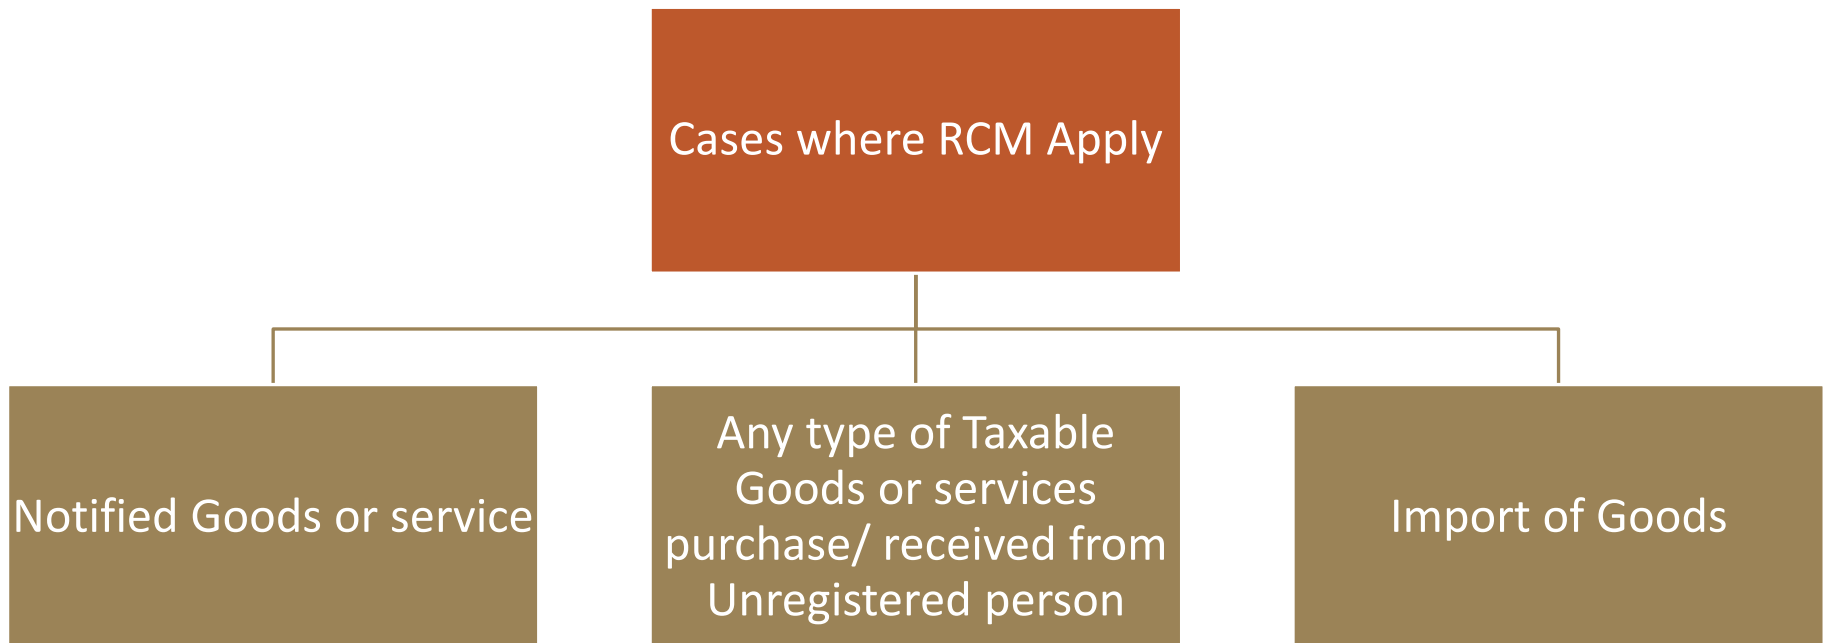 Cases where RCM Apply
Notified Goods or service
Any type of Taxable
Goods or services
purchase/ received from
Unregistered person
Import of Goods